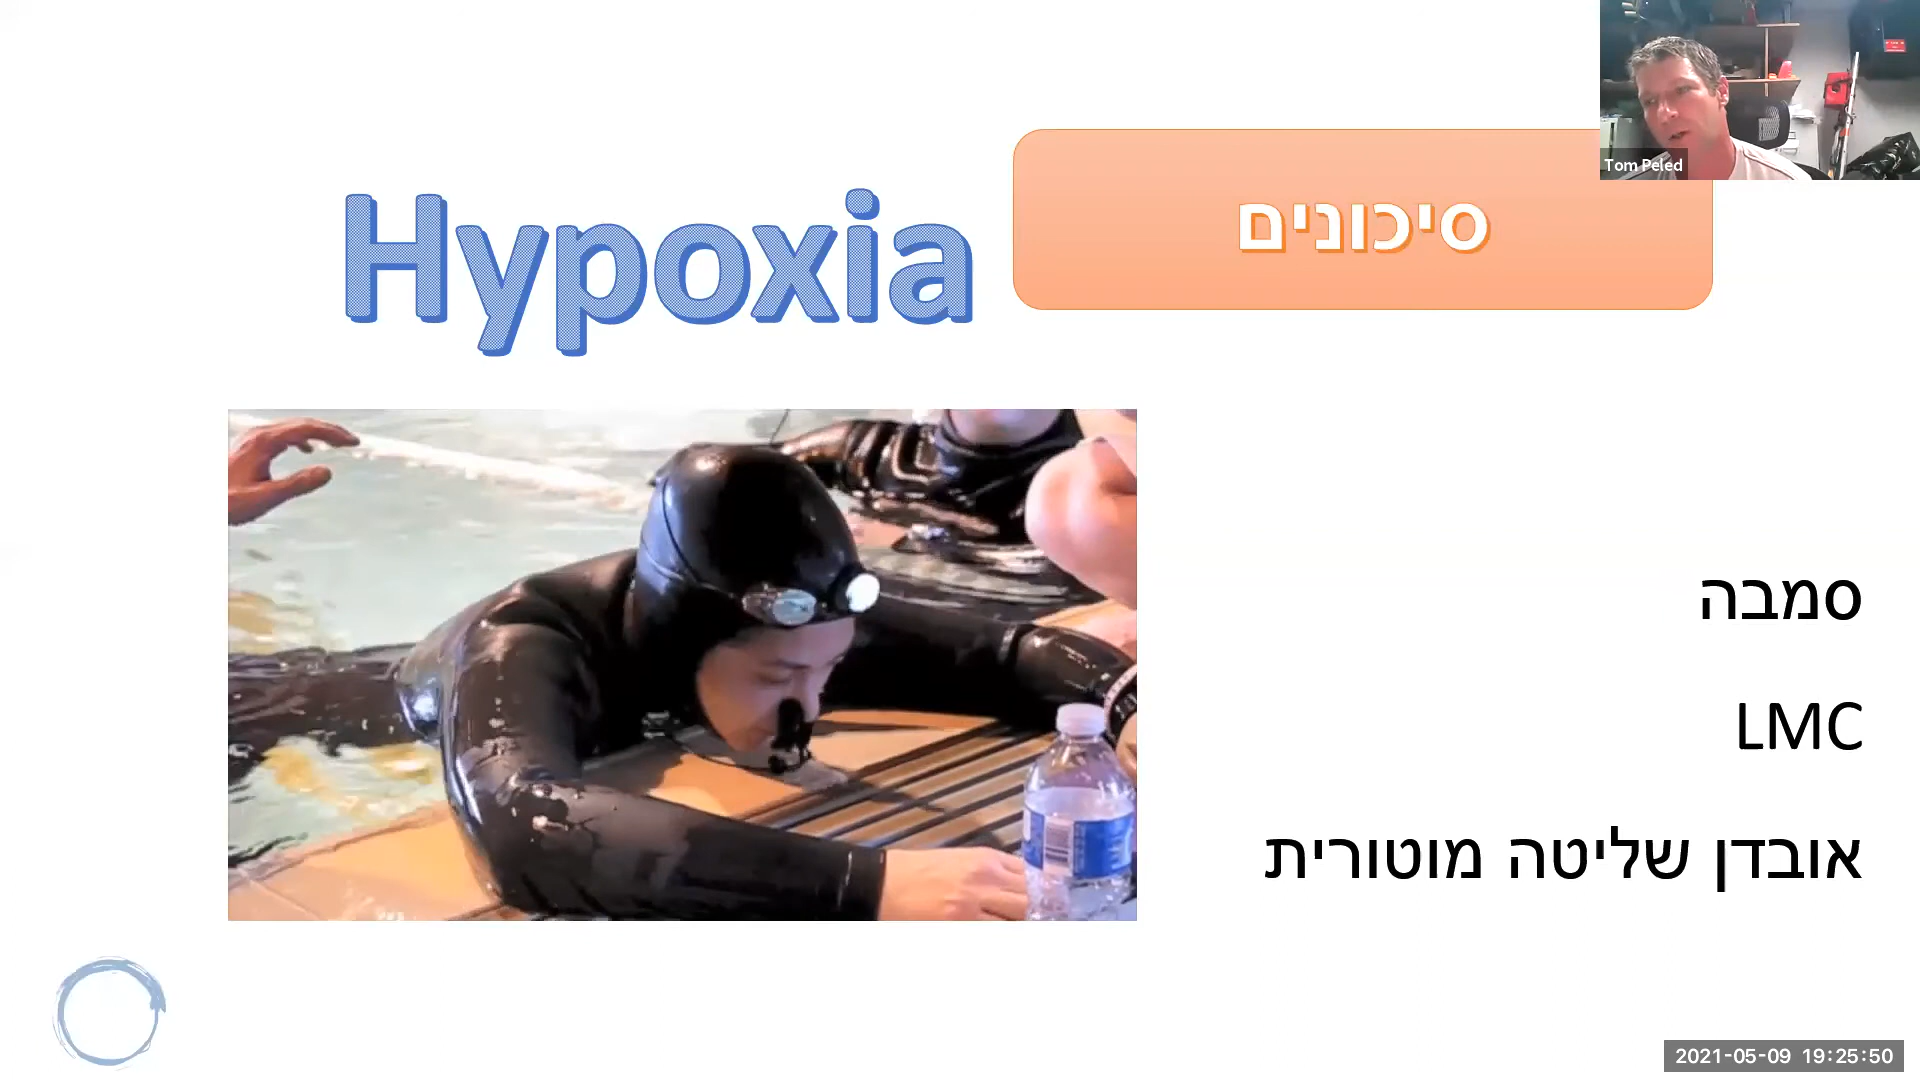 Tom Peled
סיכונים
Hypoxia
סמבה
LMC
אובדן שליטה מוטורית
2021-05-09 19:25:50